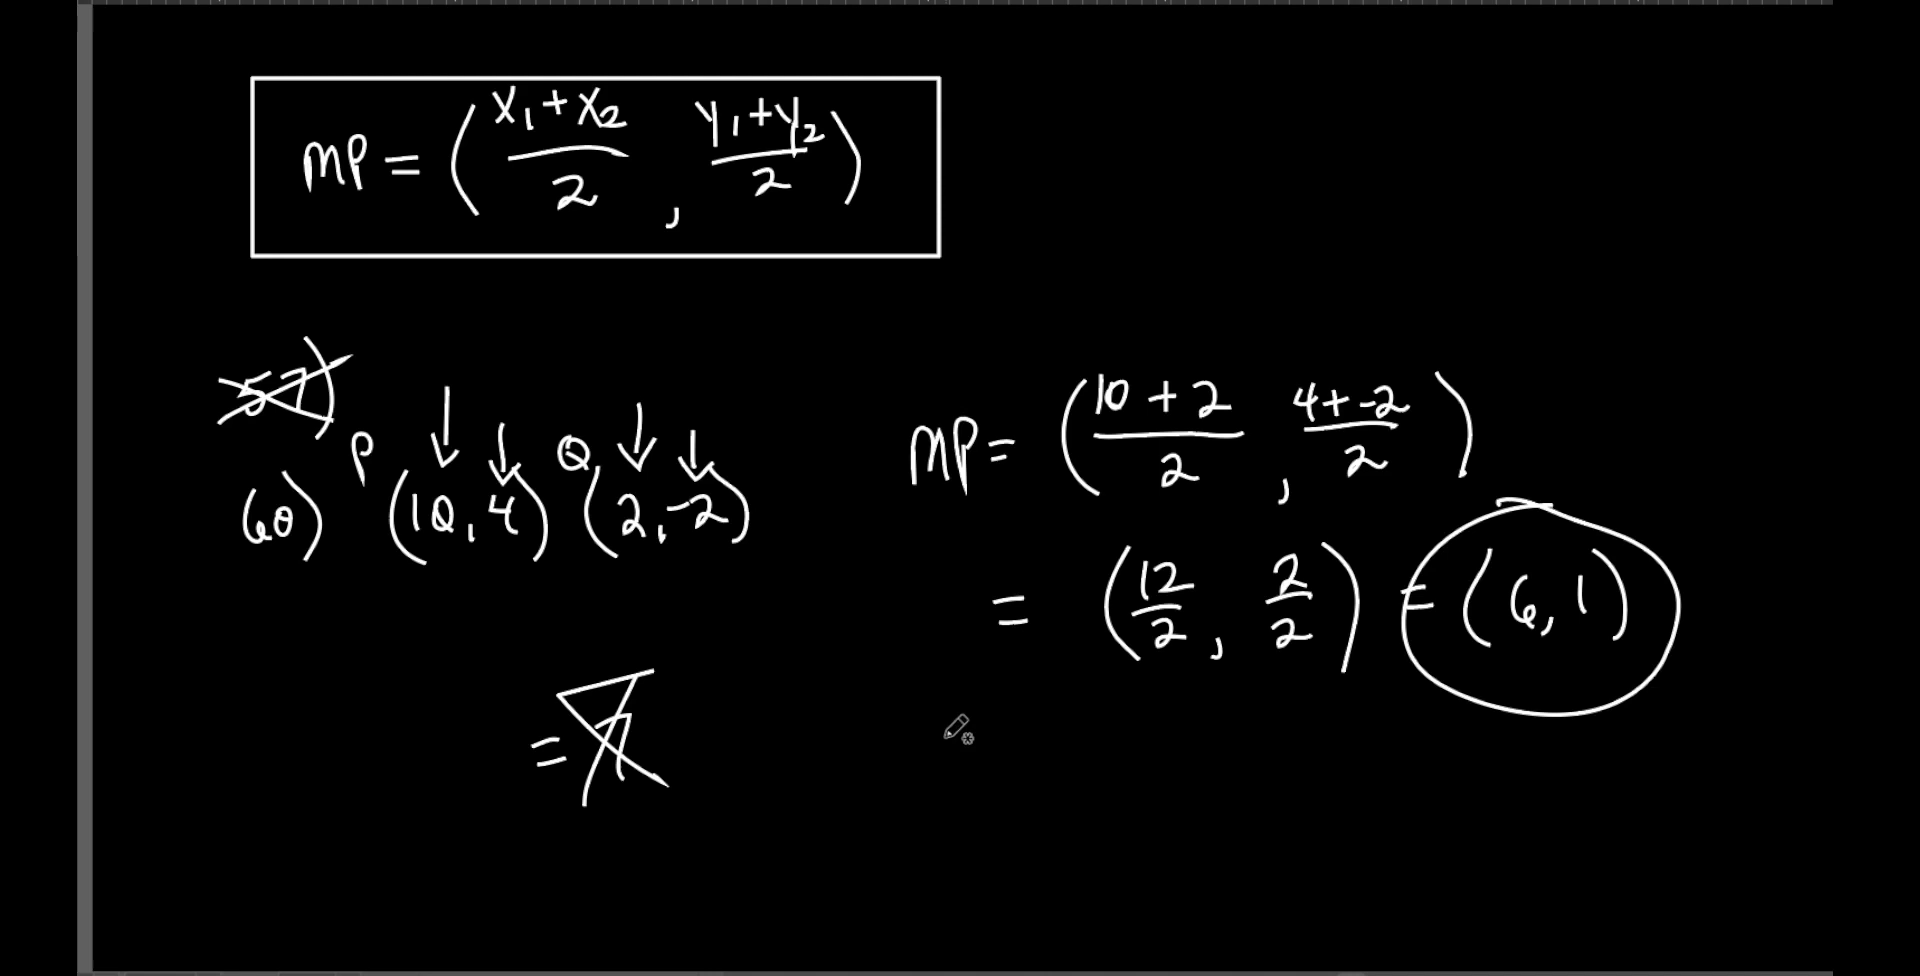 MP = ( x₁+x₂ / 2 , y₁+y₂ / 2 )
57)
60) P (10, 4) Q (2, -2)
MP = ( 10 + 2 / 2 , 4 + -2 / 2 )
= ( 12/2 , 2/2 ) = (6, 1)
=